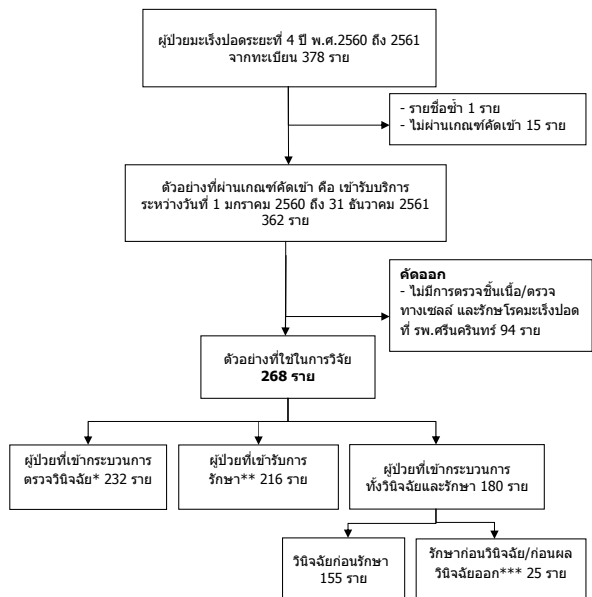 ผู้ป่วยมะเร็งปอดระยะที่ 4 ปี พ.ศ.2560 ถึง 2561
จากทะเบียน 378 ราย
- รายชื่อซ้ำ 1 ราย
- ไม่ผ่านเกณฑ์คัดเข้า 15 ราย
ตัวอย่างที่ผ่านเกณฑ์คัดเข้า คือ เข้ารับบริการ
ระหว่างวันที่ 1 มกราคม 2560 ถึง 31 ธันวาคม 2561
362 ราย
คัดออก
- ไม่มีการตรวจชิ้นเนื้อ/ตรวจ
ทางเซลล์ และรักษโรคมะเร็งปอด
ที่ รพ.ศรีนครินทร์ 94 ราย
ตัวอย่างที่ใช้ในการวิจัย
268 ราย
ผู้ป่วยที่เข้ากระบวนการ
ตรวจวินิจฉัย* 232 ราย
ผู้ป่วยที่เข้ารับการ
รักษา** 216 ราย
ผู้ป่วยที่เข้ากระบวนการ
ทั้งวินิจฉัยและรักษา 180 ราย
วินิจฉัยก่อนรักษา
155 ราย
รักษาก่อนวินิจฉัย/ก่อนผล
วินิจฉัยออก*** 25 ราย